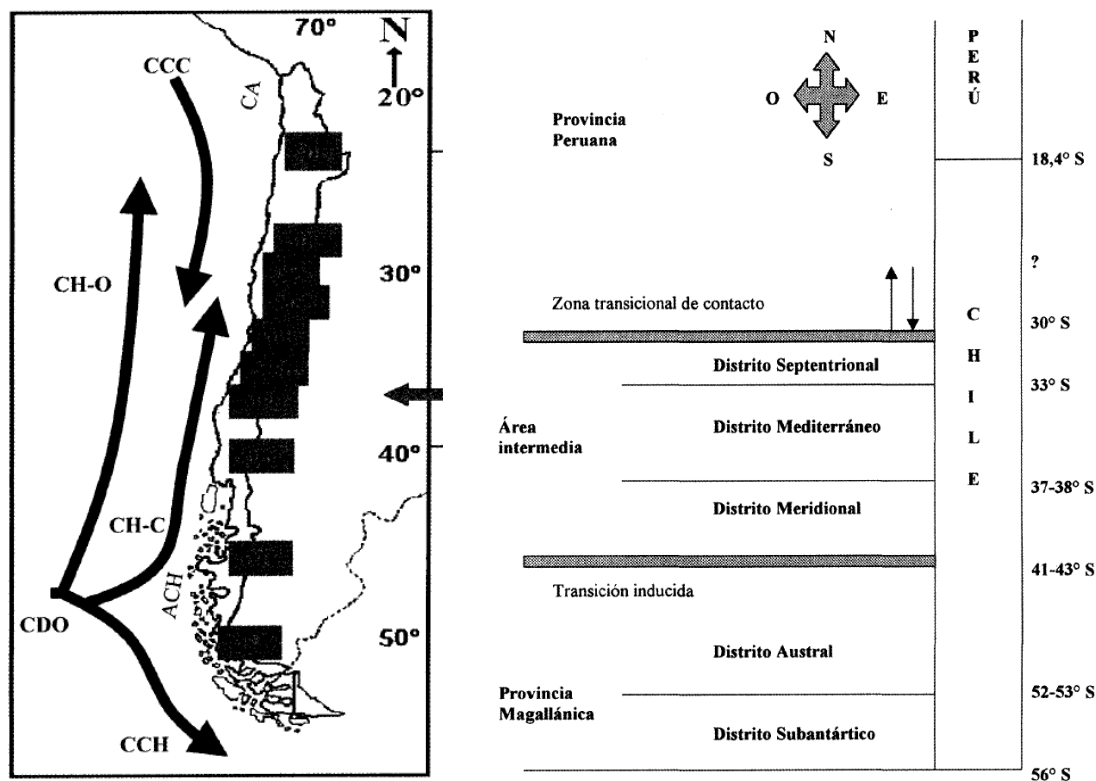 70°
N
CCC
CA
20°
CH-O
30°
40°
CH-C
ACH
CDO
50°
CCH
N
O
E
S
PERÚ
Provincia
Peruana
18,4° S
?
Zona transicional de contacto
30° S
CHILE
Distrito Septentrional
33° S
Área
intermedia
Distrito Mediterráneo
37-38° S
Distrito Meridional
41-43° S
Transición inducida
Distrito Austral
52-53° S
Provincia
Magallánica
Distrito Subantártico
56° S